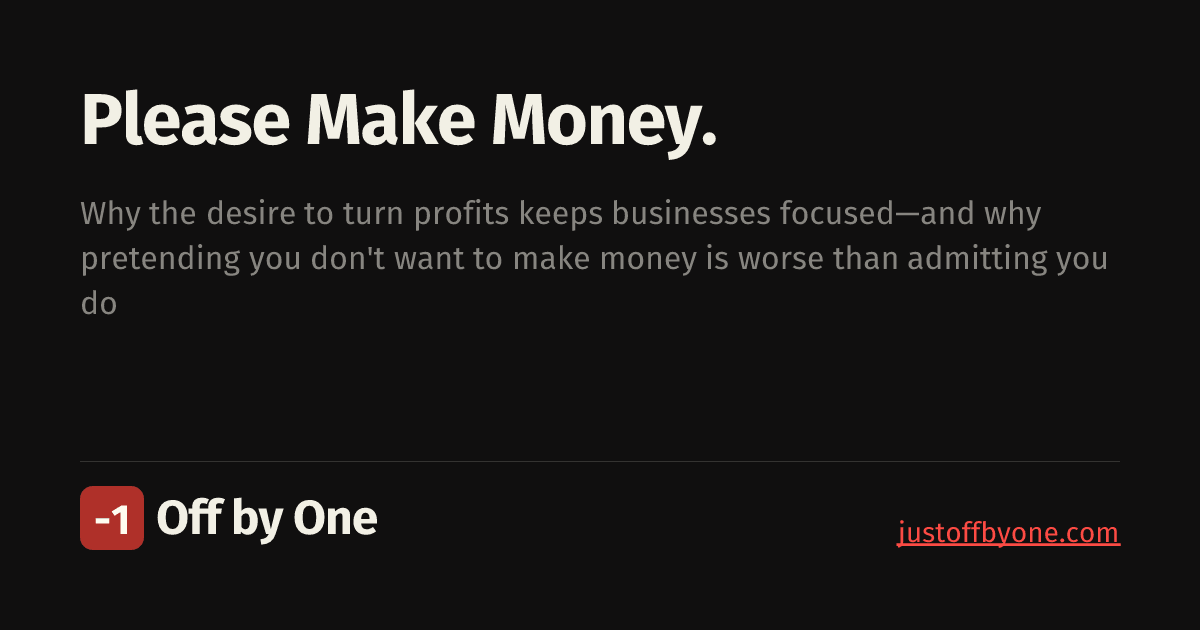 Please Make Money.
Why the desire to turn profits keeps businesses focused—and why
pretending you don't want to make money is worse than admitting you
do
-1 Off by One
justoffbyone.com